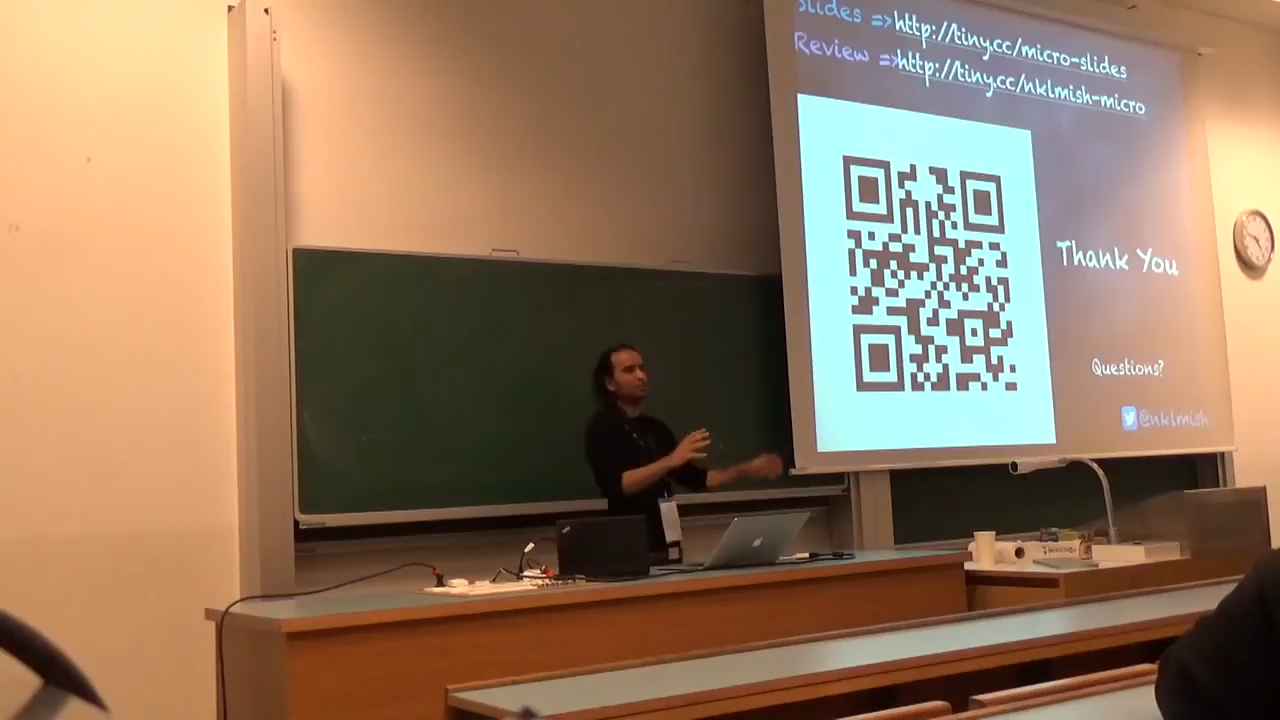 Slides =>http://tiny.cc/micro-slides
Review =>http://tiny.cc/nklmish-micro
Thank You
Questions?
@nklmish